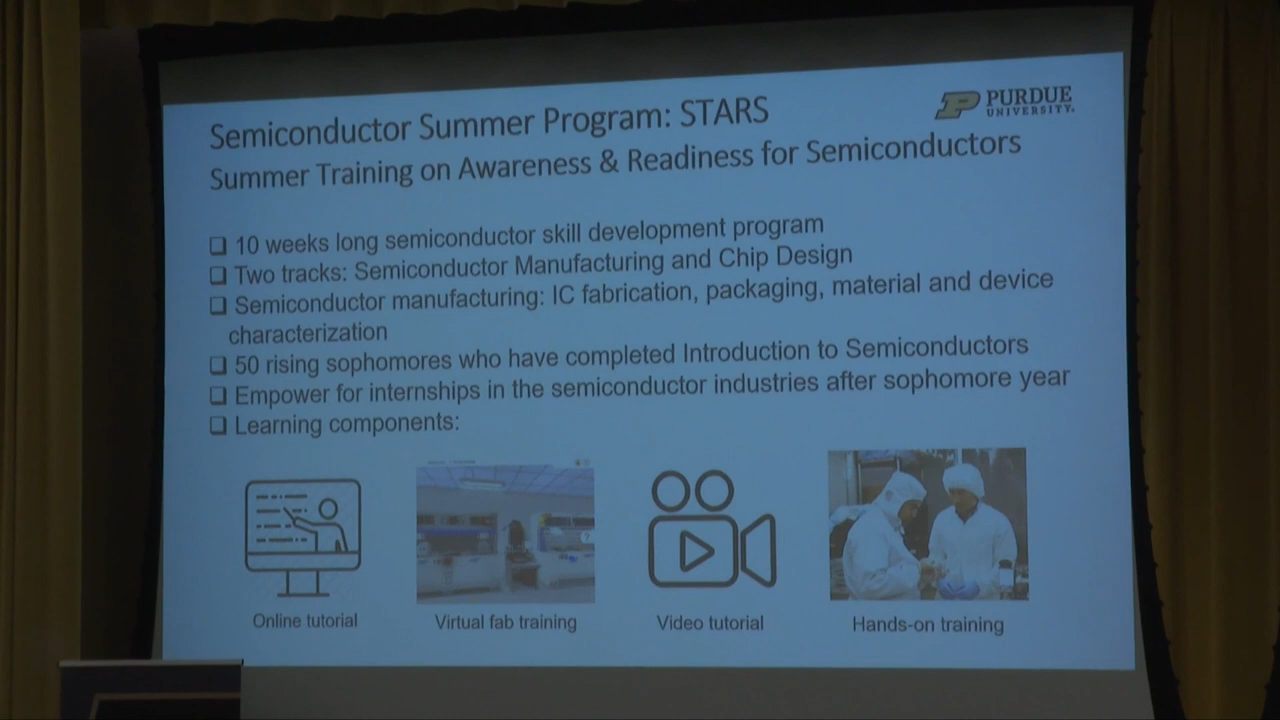 Semiconductor Summer Program: STARS
PURDUE
UNIVERSITY.
Summer Training on Awareness & Readiness for Semiconductors
10 weeks long semiconductor skill development program
Two tracks: Semiconductor Manufacturing and Chip Design
Semiconductor manufacturing: IC fabrication, packaging, material and device
characterization
50 rising sophomores who have completed Introduction to Semiconductors
Empower for internships in the semiconductor industries after sophomore year
Learning components:
Online tutorial
Virtual fab training
Video tutorial
Hands-on training